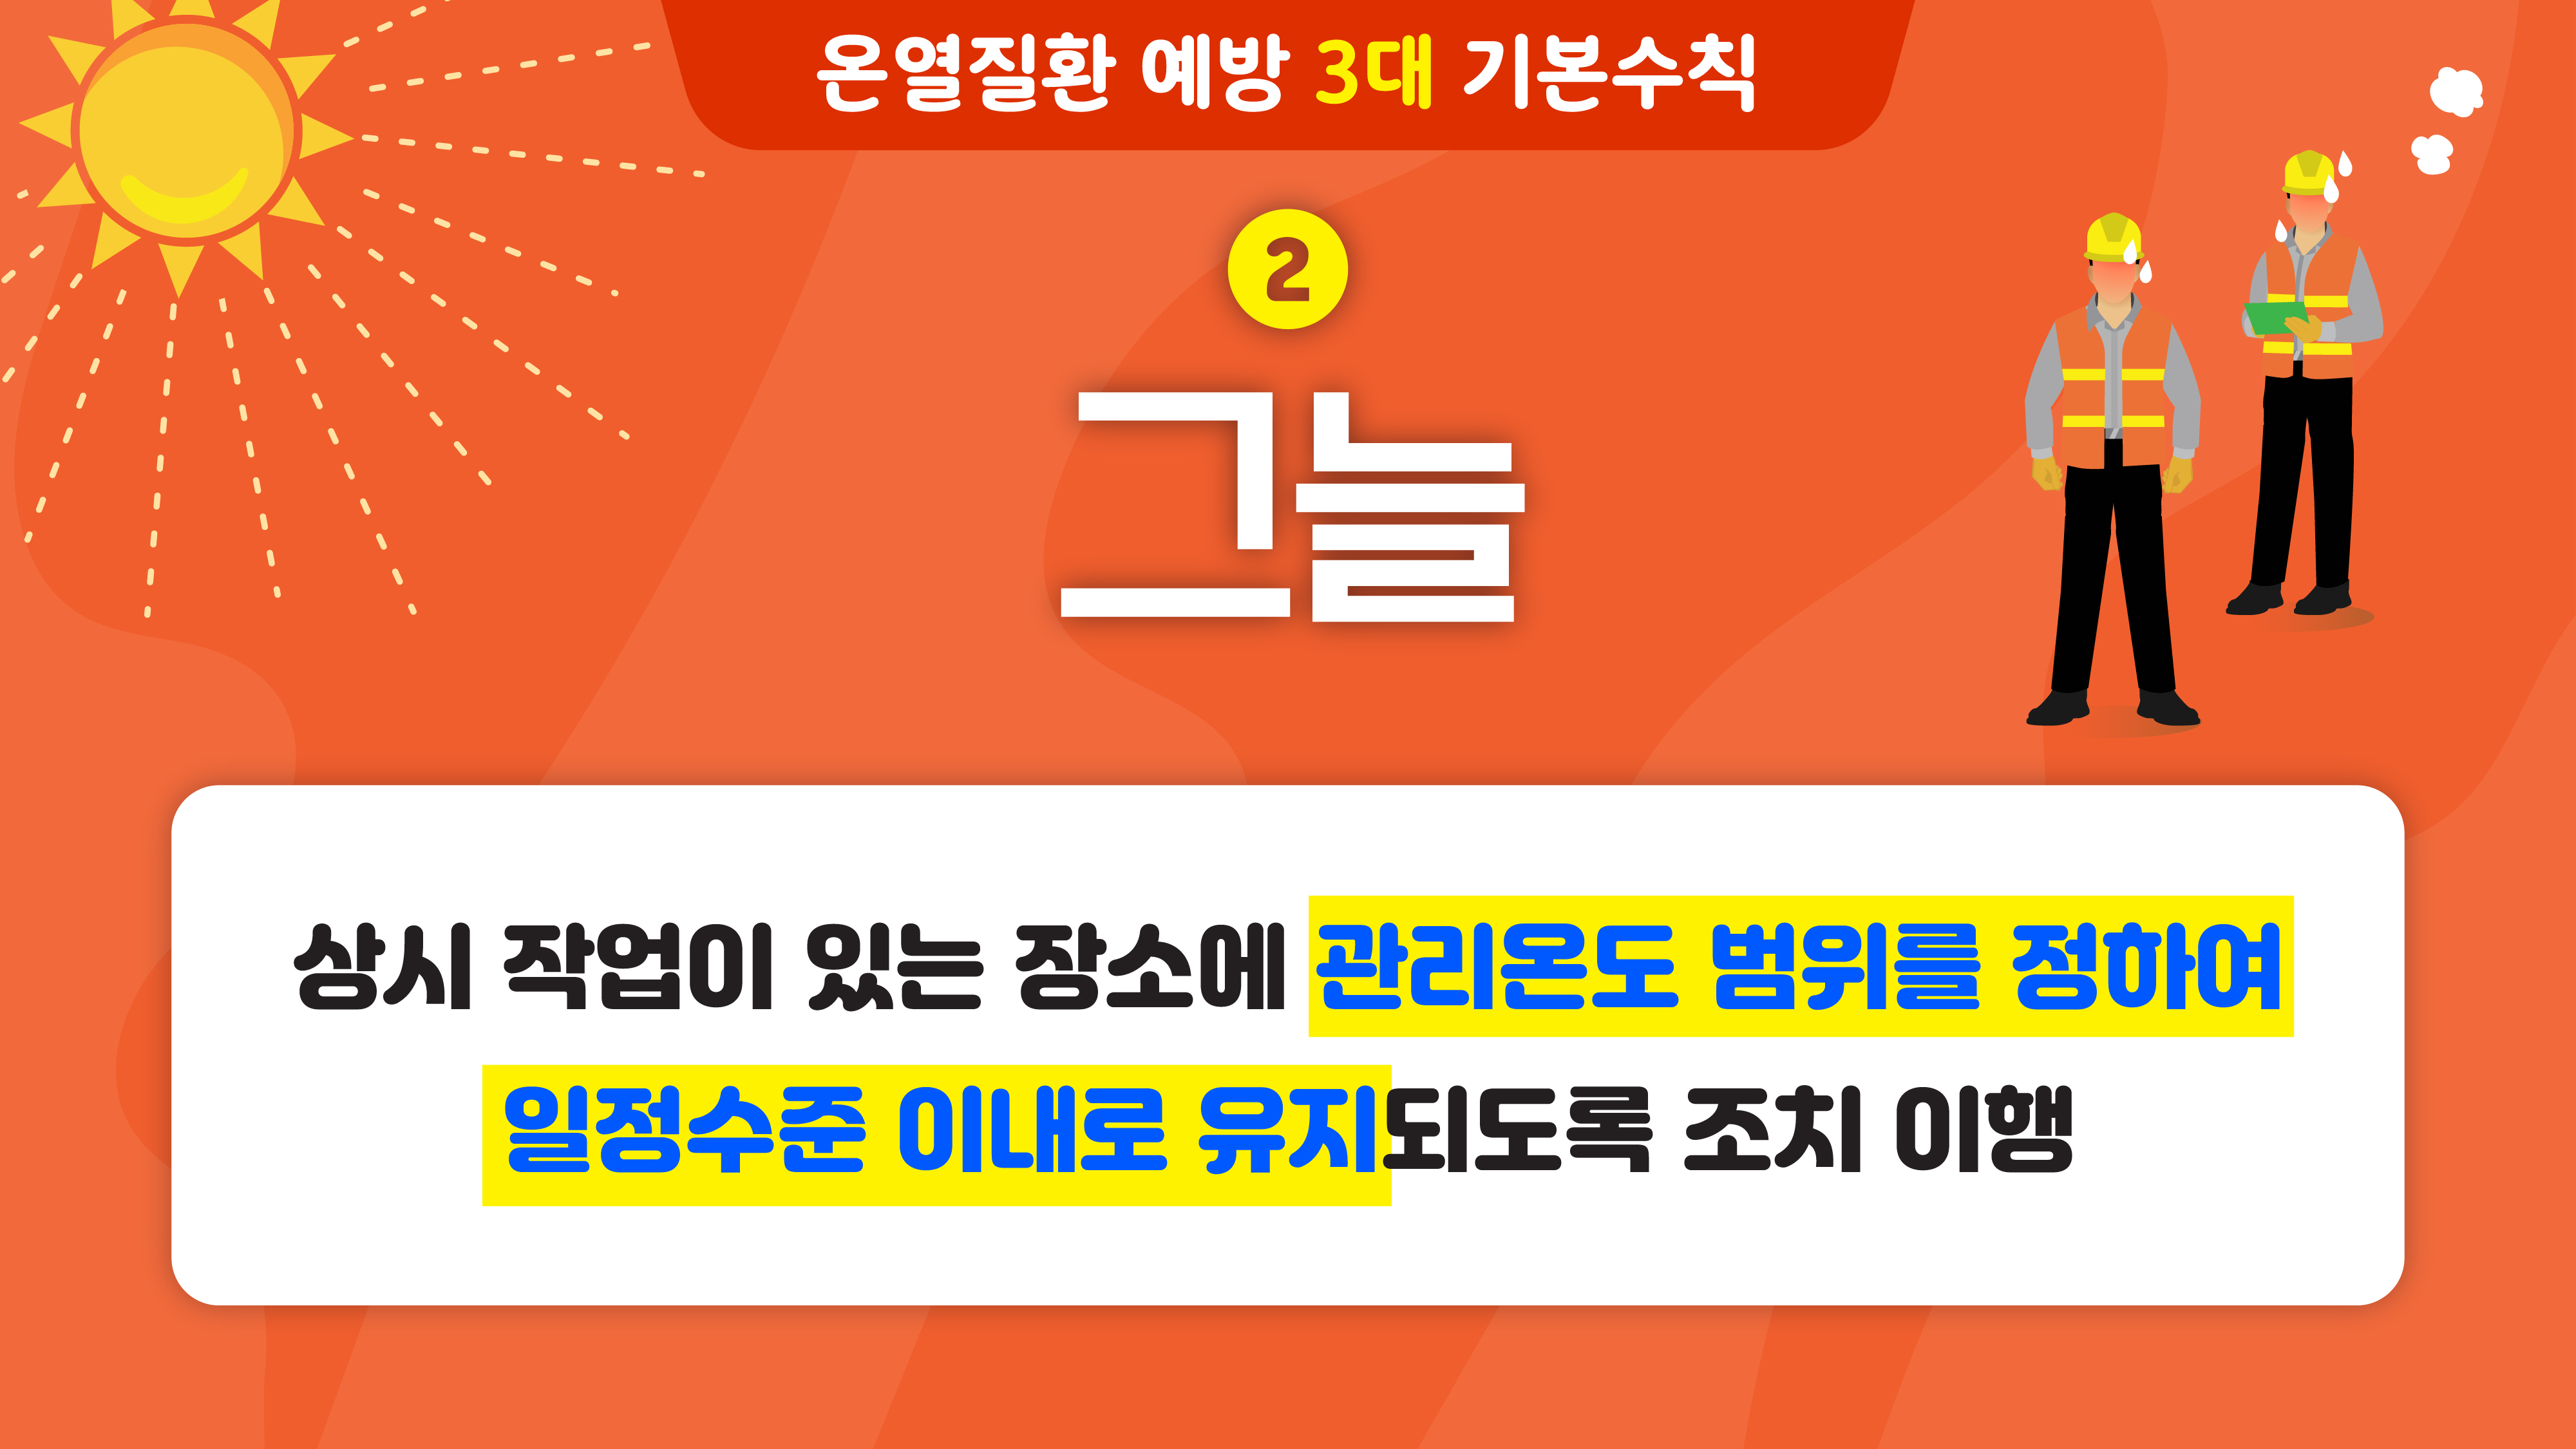 온열질환 예방 3대 기본수칙
2
그늘
상시 작업이 있는 장소에 관리온도 범위를 정하여
일정수준 이내로 유지되도록 조치 이행